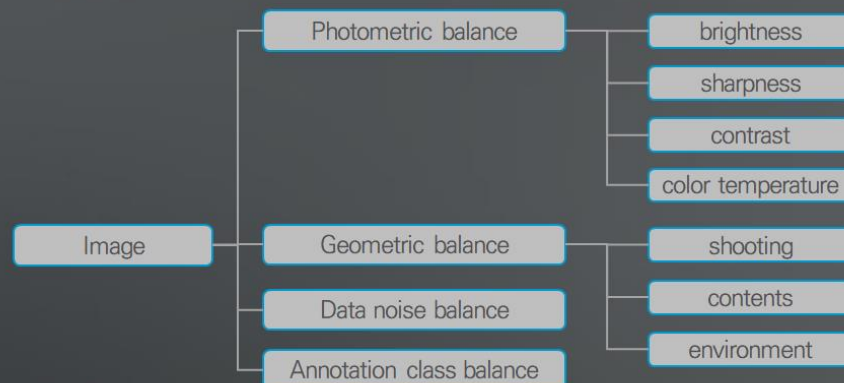 Photometric balance
brightness
sharpness
contrast
color temperature
Image
Geometric balance
shooting
contents
Data noise balance
environment
Annotation class balance